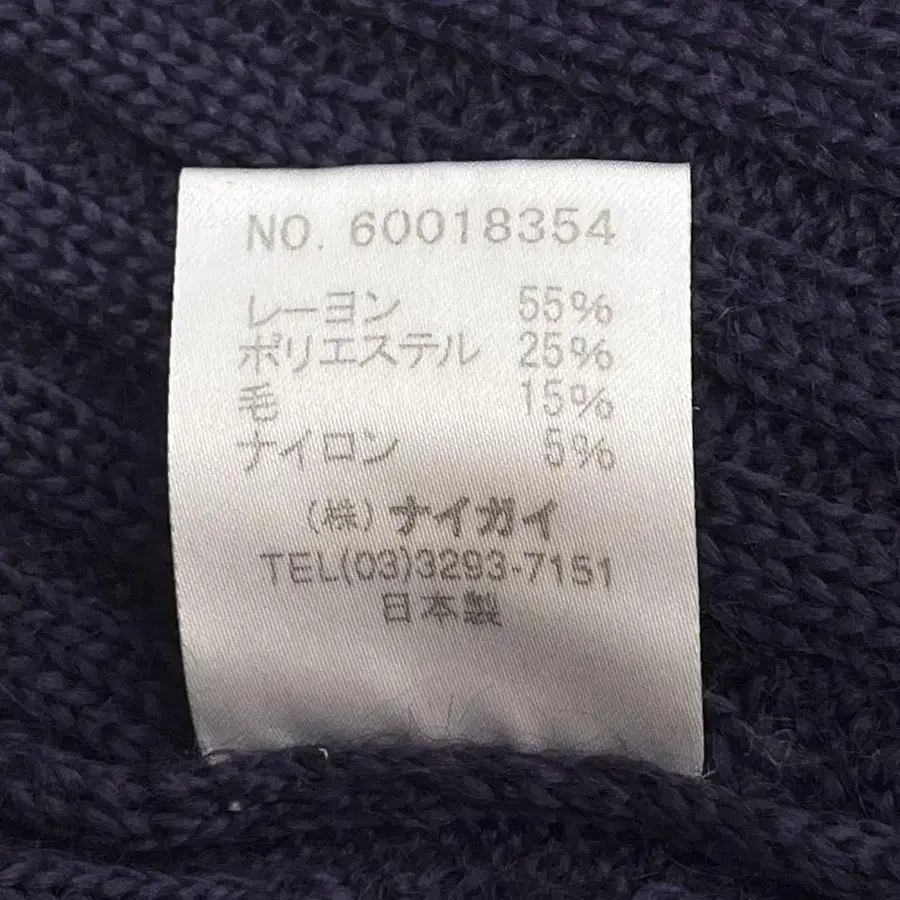 NO. 60018354
レーヨン 55%
ポリエステル 25%
毛 15%
ナイロン 5%
(株) ナイガイ
TEL(03)3293-7151
日本製